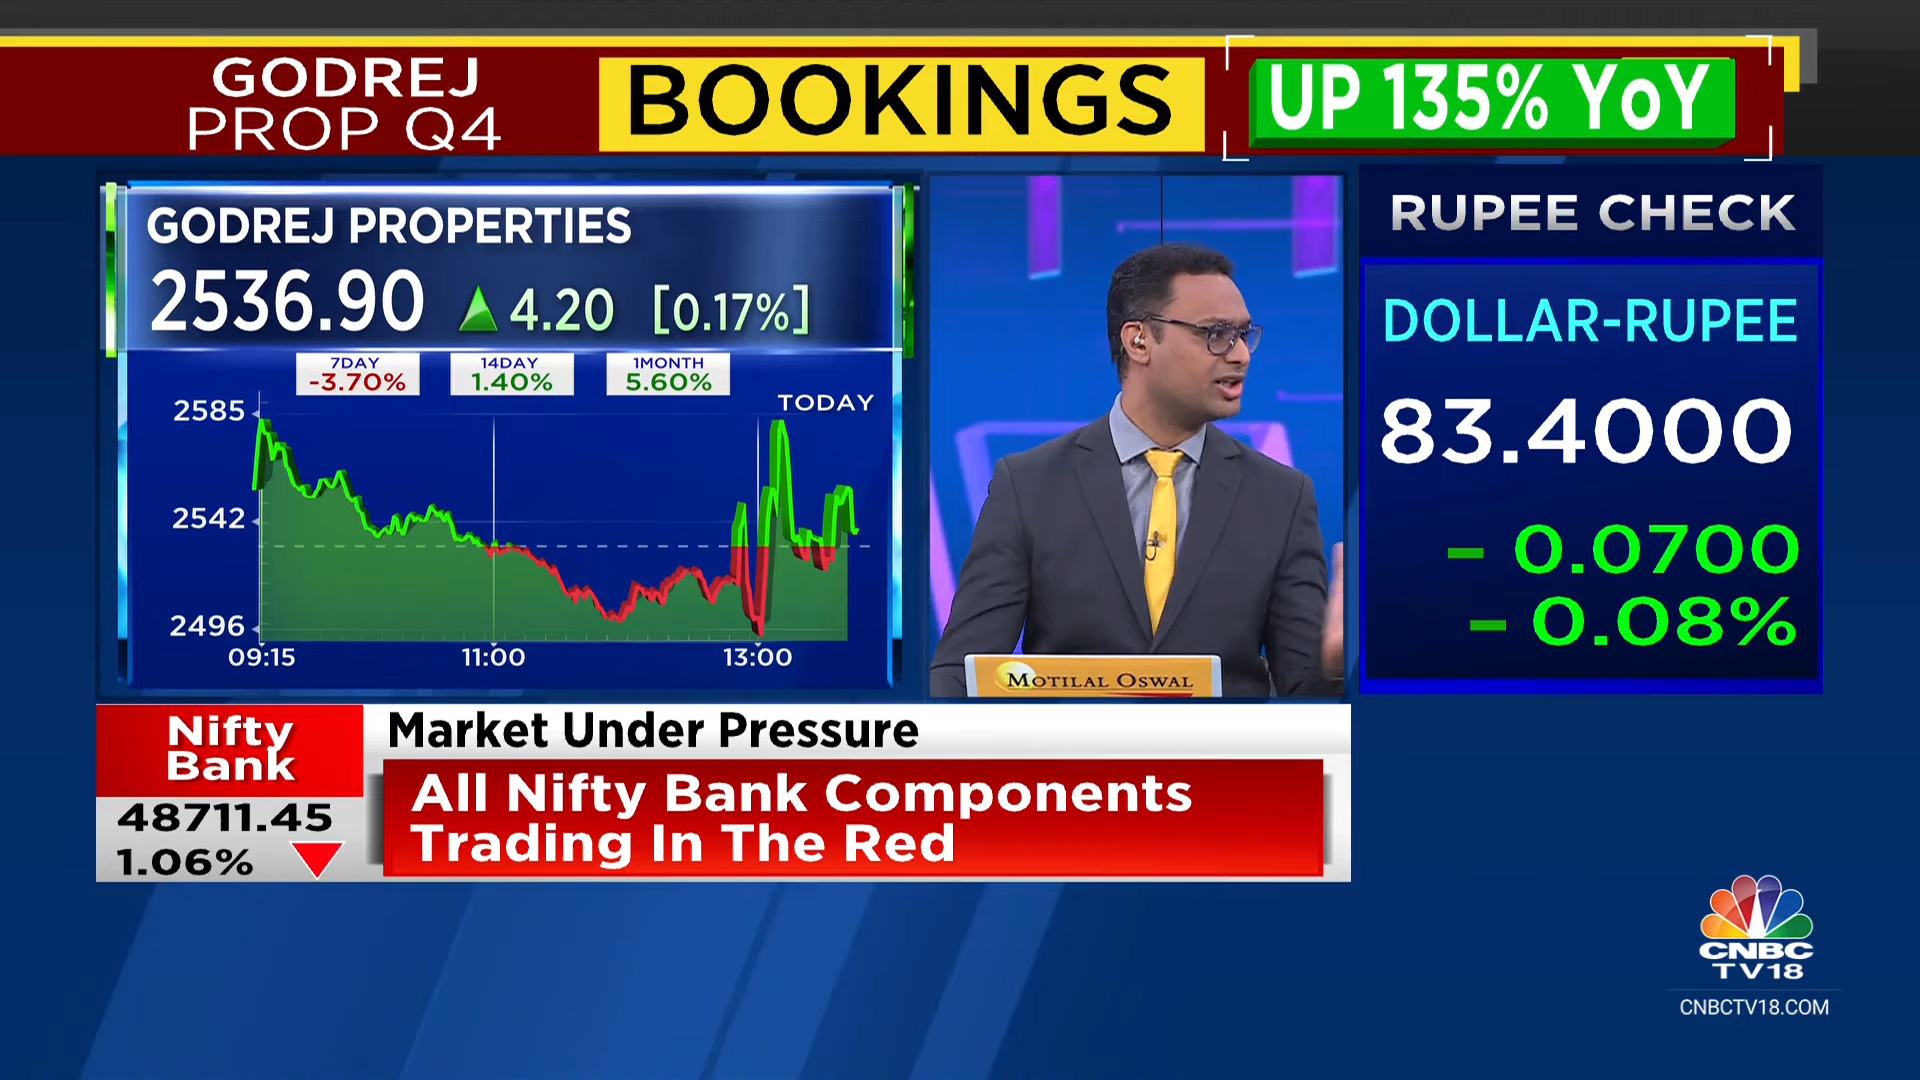 GODREJ
PROP Q4
BOOKINGS
UP 135% YoY
GODREJ PROPERTIES
2536.90 ▲ 4.20 [0.17%]
7DAY
-3.70%
14DAY
1.40%
1MONTH
5.60%
TODAY
2585
2542
2496
09:15 11:00 13:00
MOTILAL OSWAL
RUPEE CHECK
DOLLAR-RUPEE
83.4000
- 0.0700
- 0.08%
Nifty
Bank
48711.45
1.06% ▼
Market Under Pressure
All Nifty Bank Components
Trading In The Red
CNBC
TV18
CNBCTV18.COM